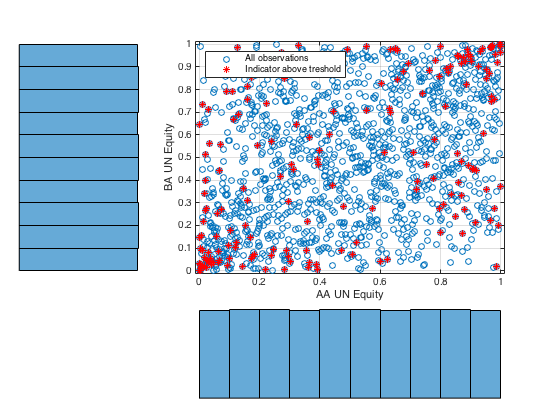 1
0.9
0.8
0.7
0.6
0.5
0.4
0.3
0.2
0.1
0
BA UN Equity
All observations
Indicator above treshold
0 0.2 0.4 0.6 0.8 1
AA UN Equity